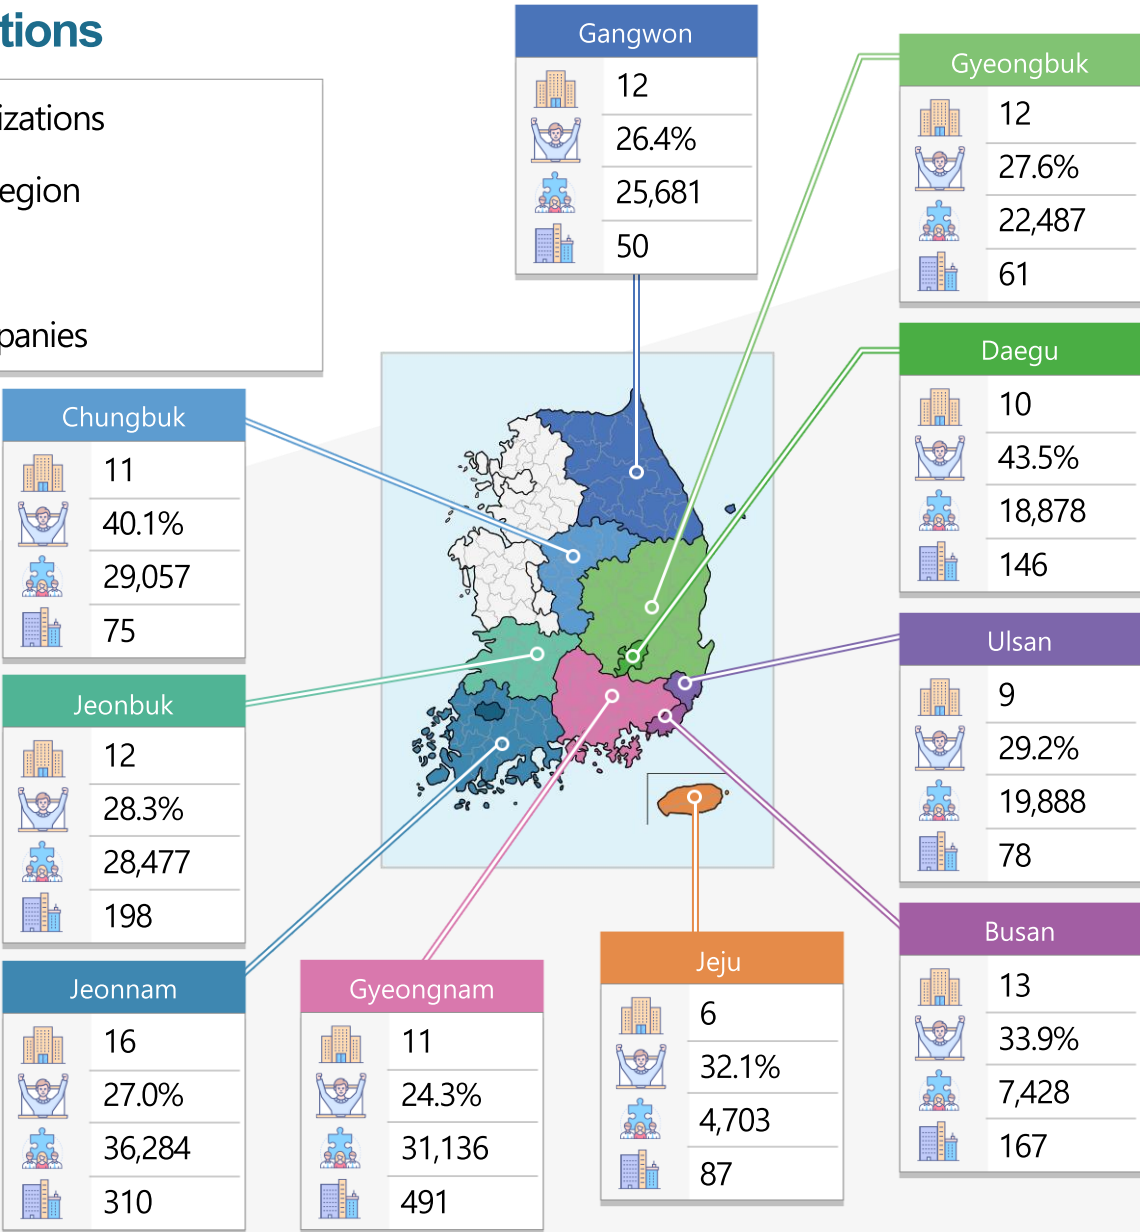 tions
izations
egion
panies
Gangwon
12
26.4%
25,681
50
Gyeongbuk
12
27.6%
22,487
61
Daegu
10
43.5%
18,878
146
Chungbuk
11
40.1%
29,057
75
Ulsan
9
29.2%
19,888
78
Jeonbuk
12
28.3%
28,477
198
Busan
13
33.9%
7,428
167
Jeonnam
16
27.0%
36,284
310
Gyeongnam
11
24.3%
31,136
491
Jeju
6
32.1%
4,703
87